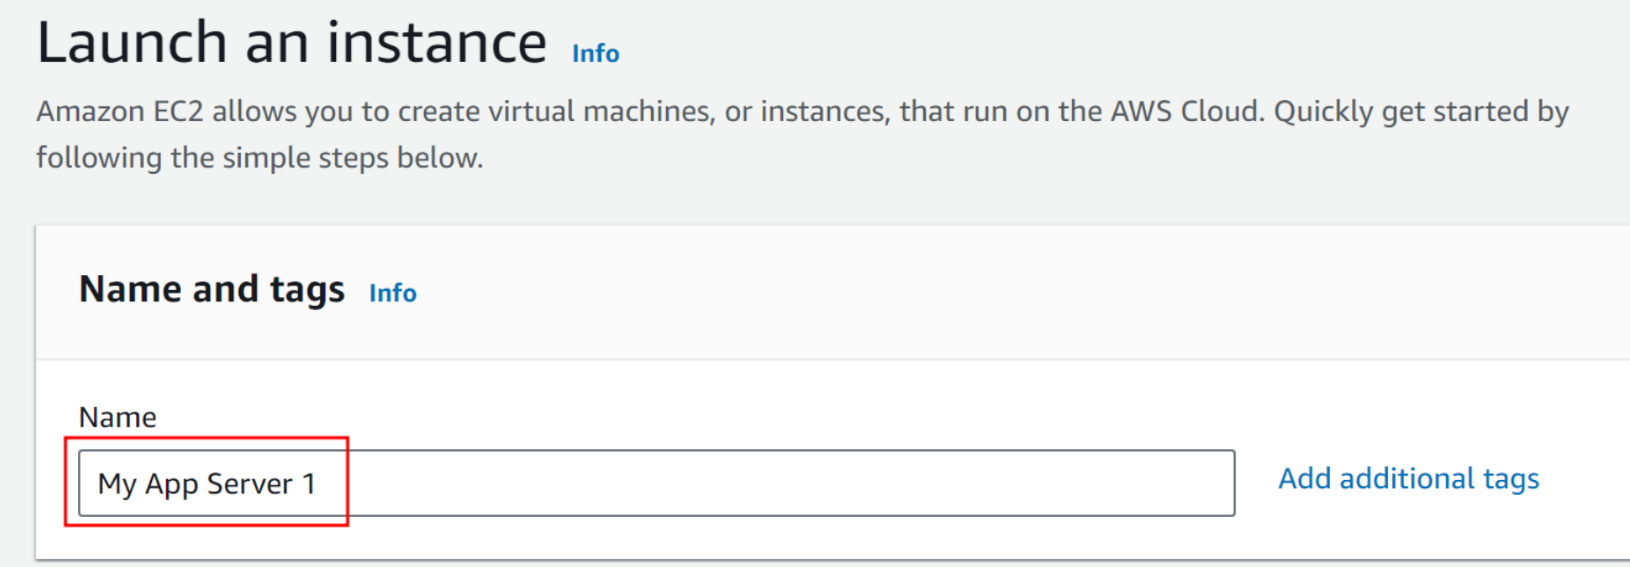 Launch an instance Info
Amazon EC2 allows you to create virtual machines, or instances, that run on the AWS Cloud. Quickly get started by
following the simple steps below.
Name and tags Info
Name
My App Server 1
Add additional tags